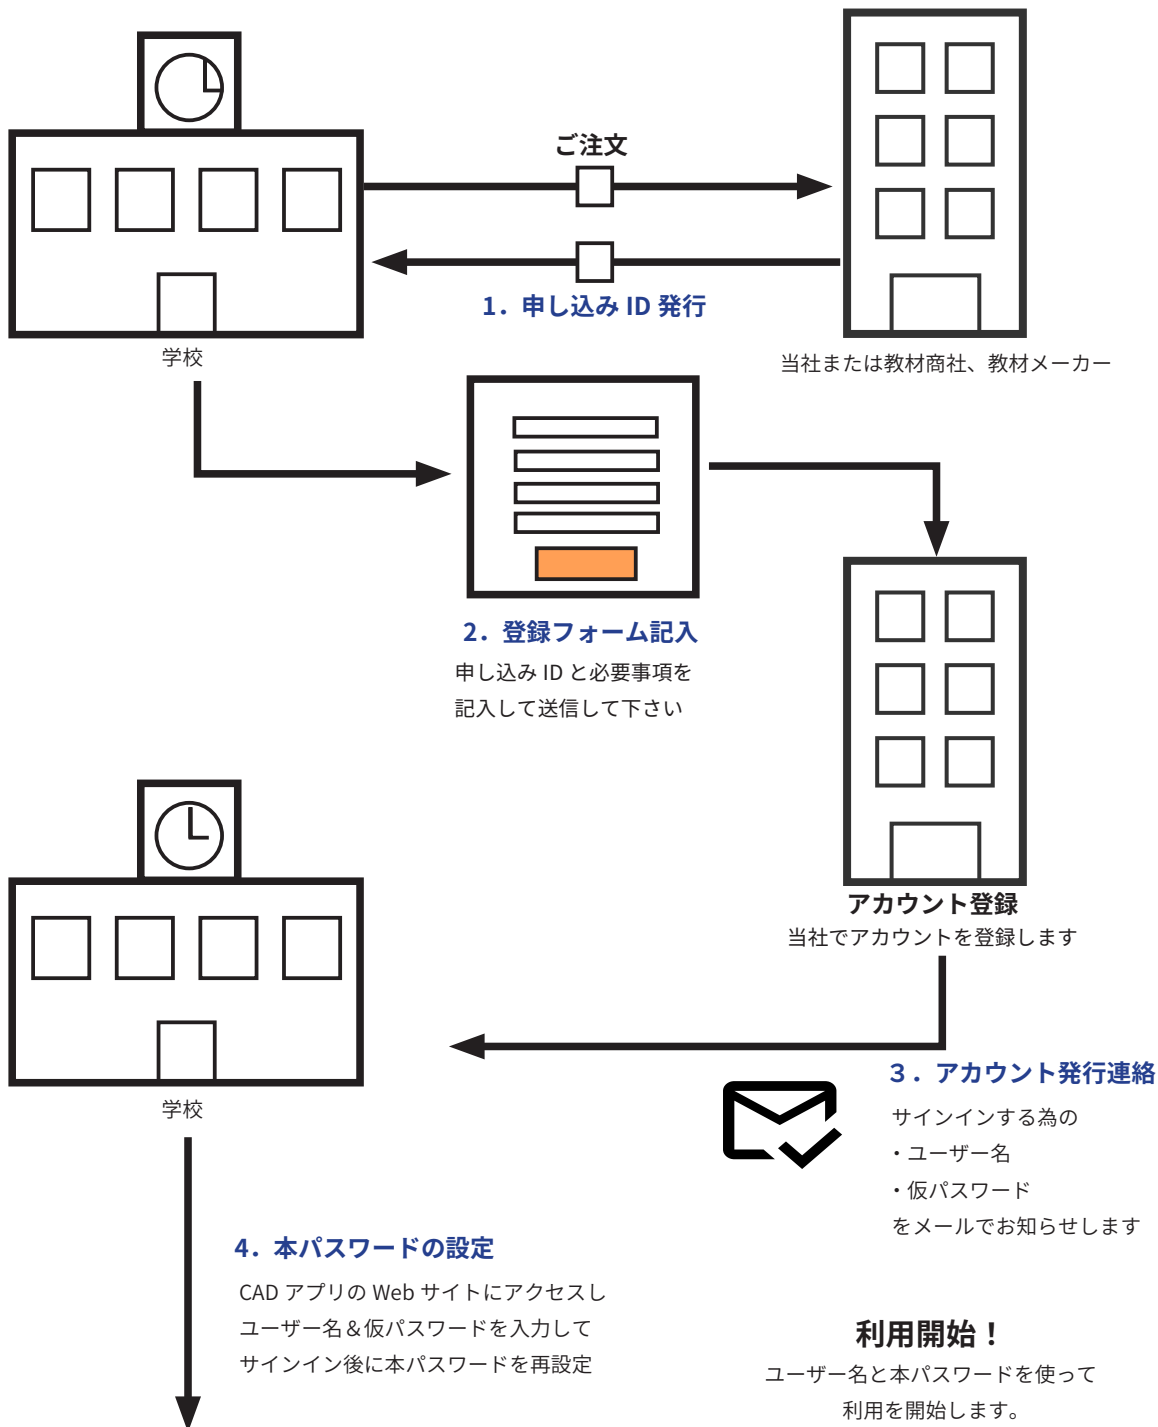 ご注文
1．申し込み ID 発行
学校
当社または教材商社、教材メーカー
2．登録フォーム記入
申し込み ID と必要事項を
記入して送信して下さい
アカウント登録
当社でアカウントを登録します
学校
３．アカウント発行連絡
サインインする為の
・ユーザー名
・仮パスワード
をメールでお知らせします
4．本パスワードの設定
CAD アプリの Web サイトにアクセスし
ユーザー名＆仮パスワードを入力して
サインイン後に本パスワードを再設定
利用開始！
ユーザー名と本パスワードを使って
利用を開始します。